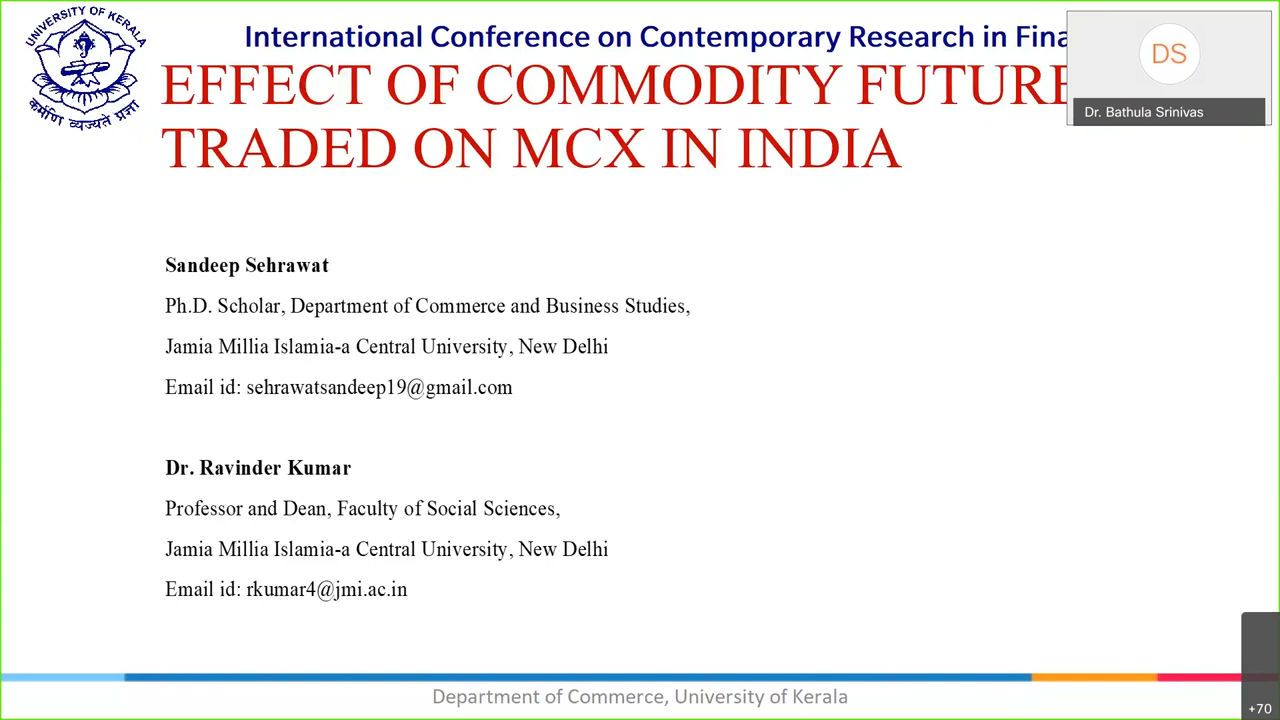 UNIVERSITY OF KERALA
कर्मणि व्यज्यते प्रज्ञा
International Conference on Contemporary Research in Fina
EFFECT OF COMMODITY FUTURE
TRADED ON MCX IN INDIA
DS
Dr. Bathula Srinivas
Sandeep Sehrawat
Ph.D. Scholar, Department of Commerce and Business Studies,
Jamia Millia Islamia-a Central University, New Delhi
Email id: sehrawatsandeep19@gmail.com
Dr. Ravinder Kumar
Professor and Dean, Faculty of Social Sciences,
Jamia Millia Islamia-a Central University, New Delhi
Email id: rkumar4@jmi.ac.in
Department of Commerce, University of Kerala
+70